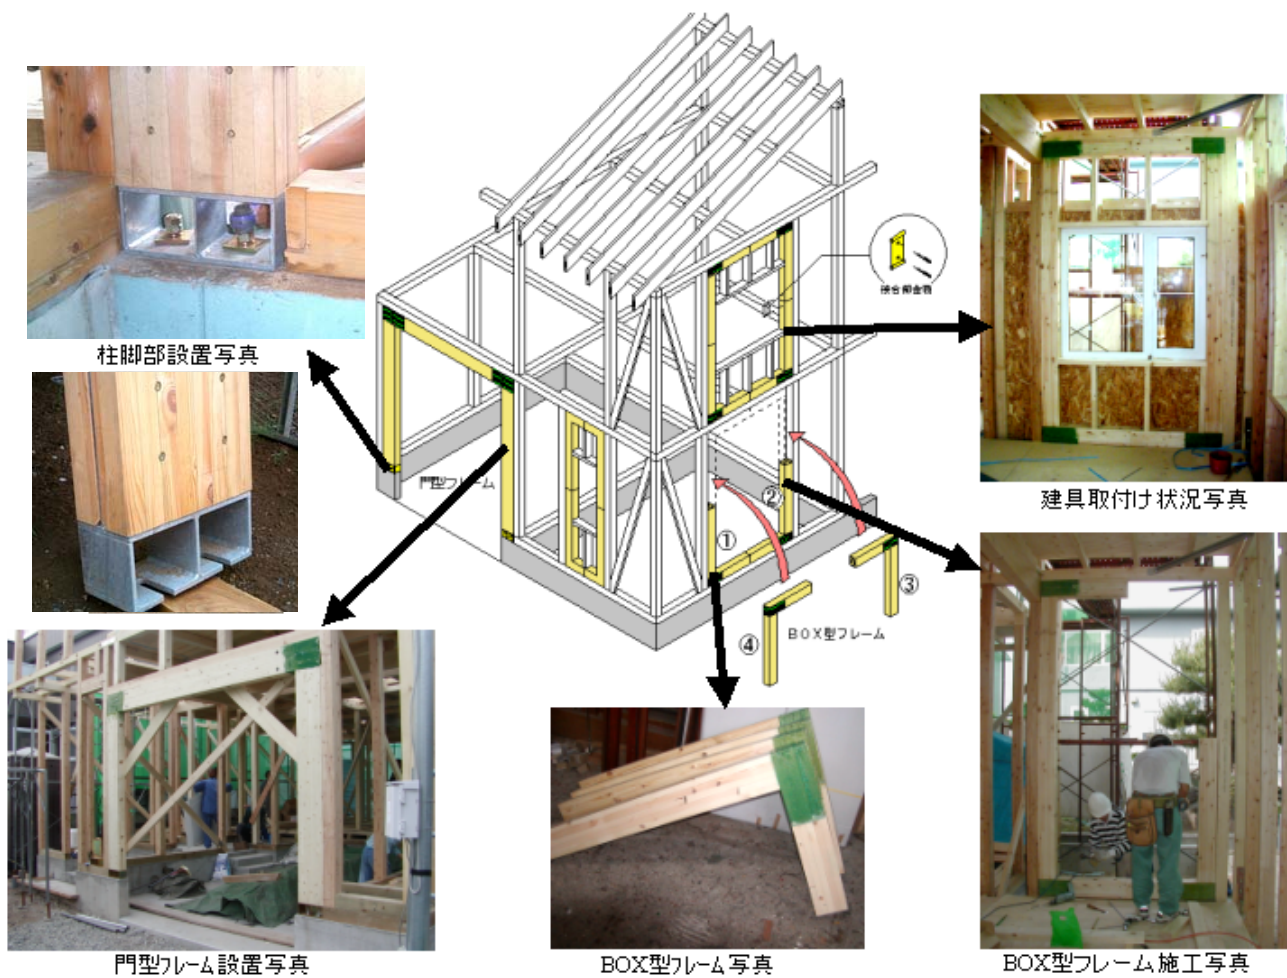 接合部金物
柱脚部設置写真
門型フレーム
建具取付け状況写真
①
②
③
④
BOX型フレーム
門型フレーム設置写真
BOX型フレーム写真
BOX型フレーム施工写真